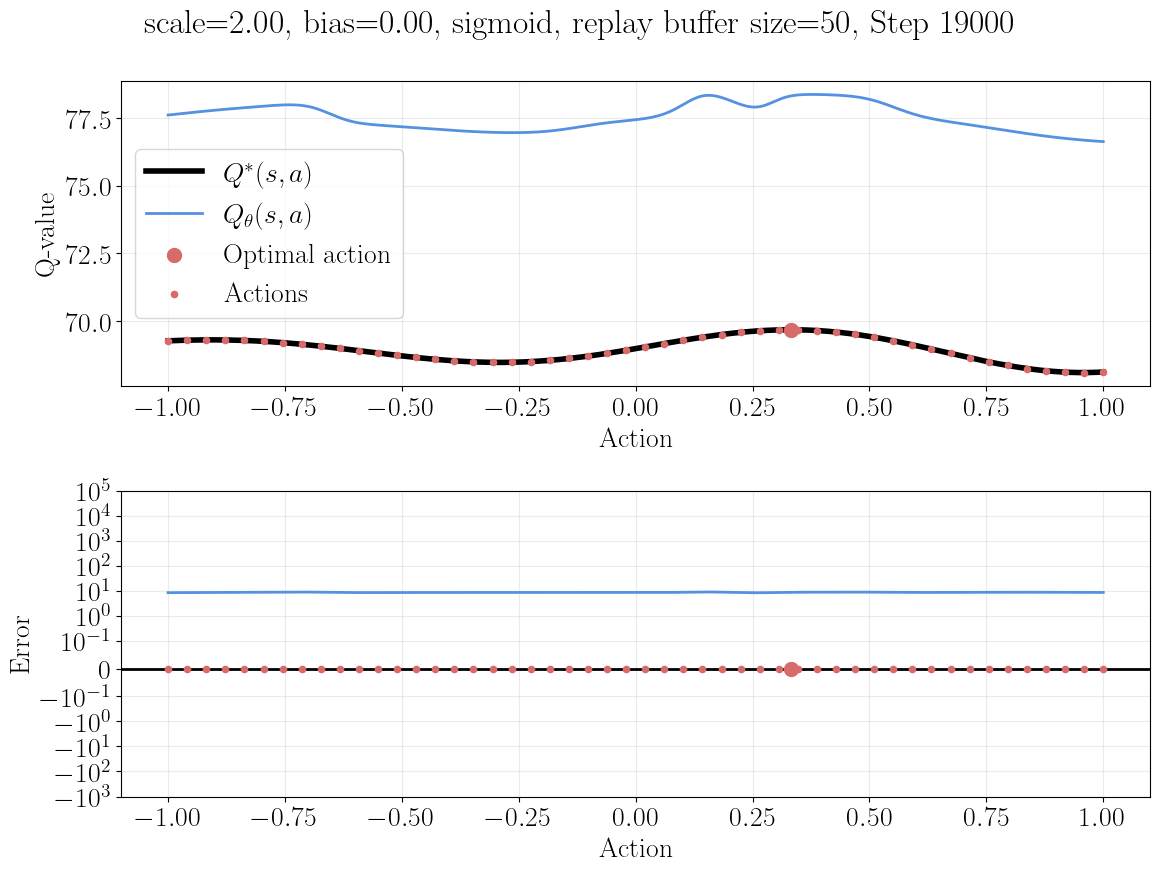 scale=2.00, bias=0.00, sigmoid, replay buffer size=50, Step 19000
77.5
75.0
72.5
70.0
Q-value
Q*(s, a)
Q_θ(s, a)
Optimal action
Actions
−1.00 −0.75 −0.50 −0.25 0.00 0.25 0.50 0.75 1.00
Action
10^5
10^4
10^3
10^2
10^1
10^0
10^−1
0
−10^−1
−10^0
−10^1
−10^2
−10^3
Error
−1.00 −0.75 −0.50 −0.25 0.00 0.25 0.50 0.75 1.00
Action